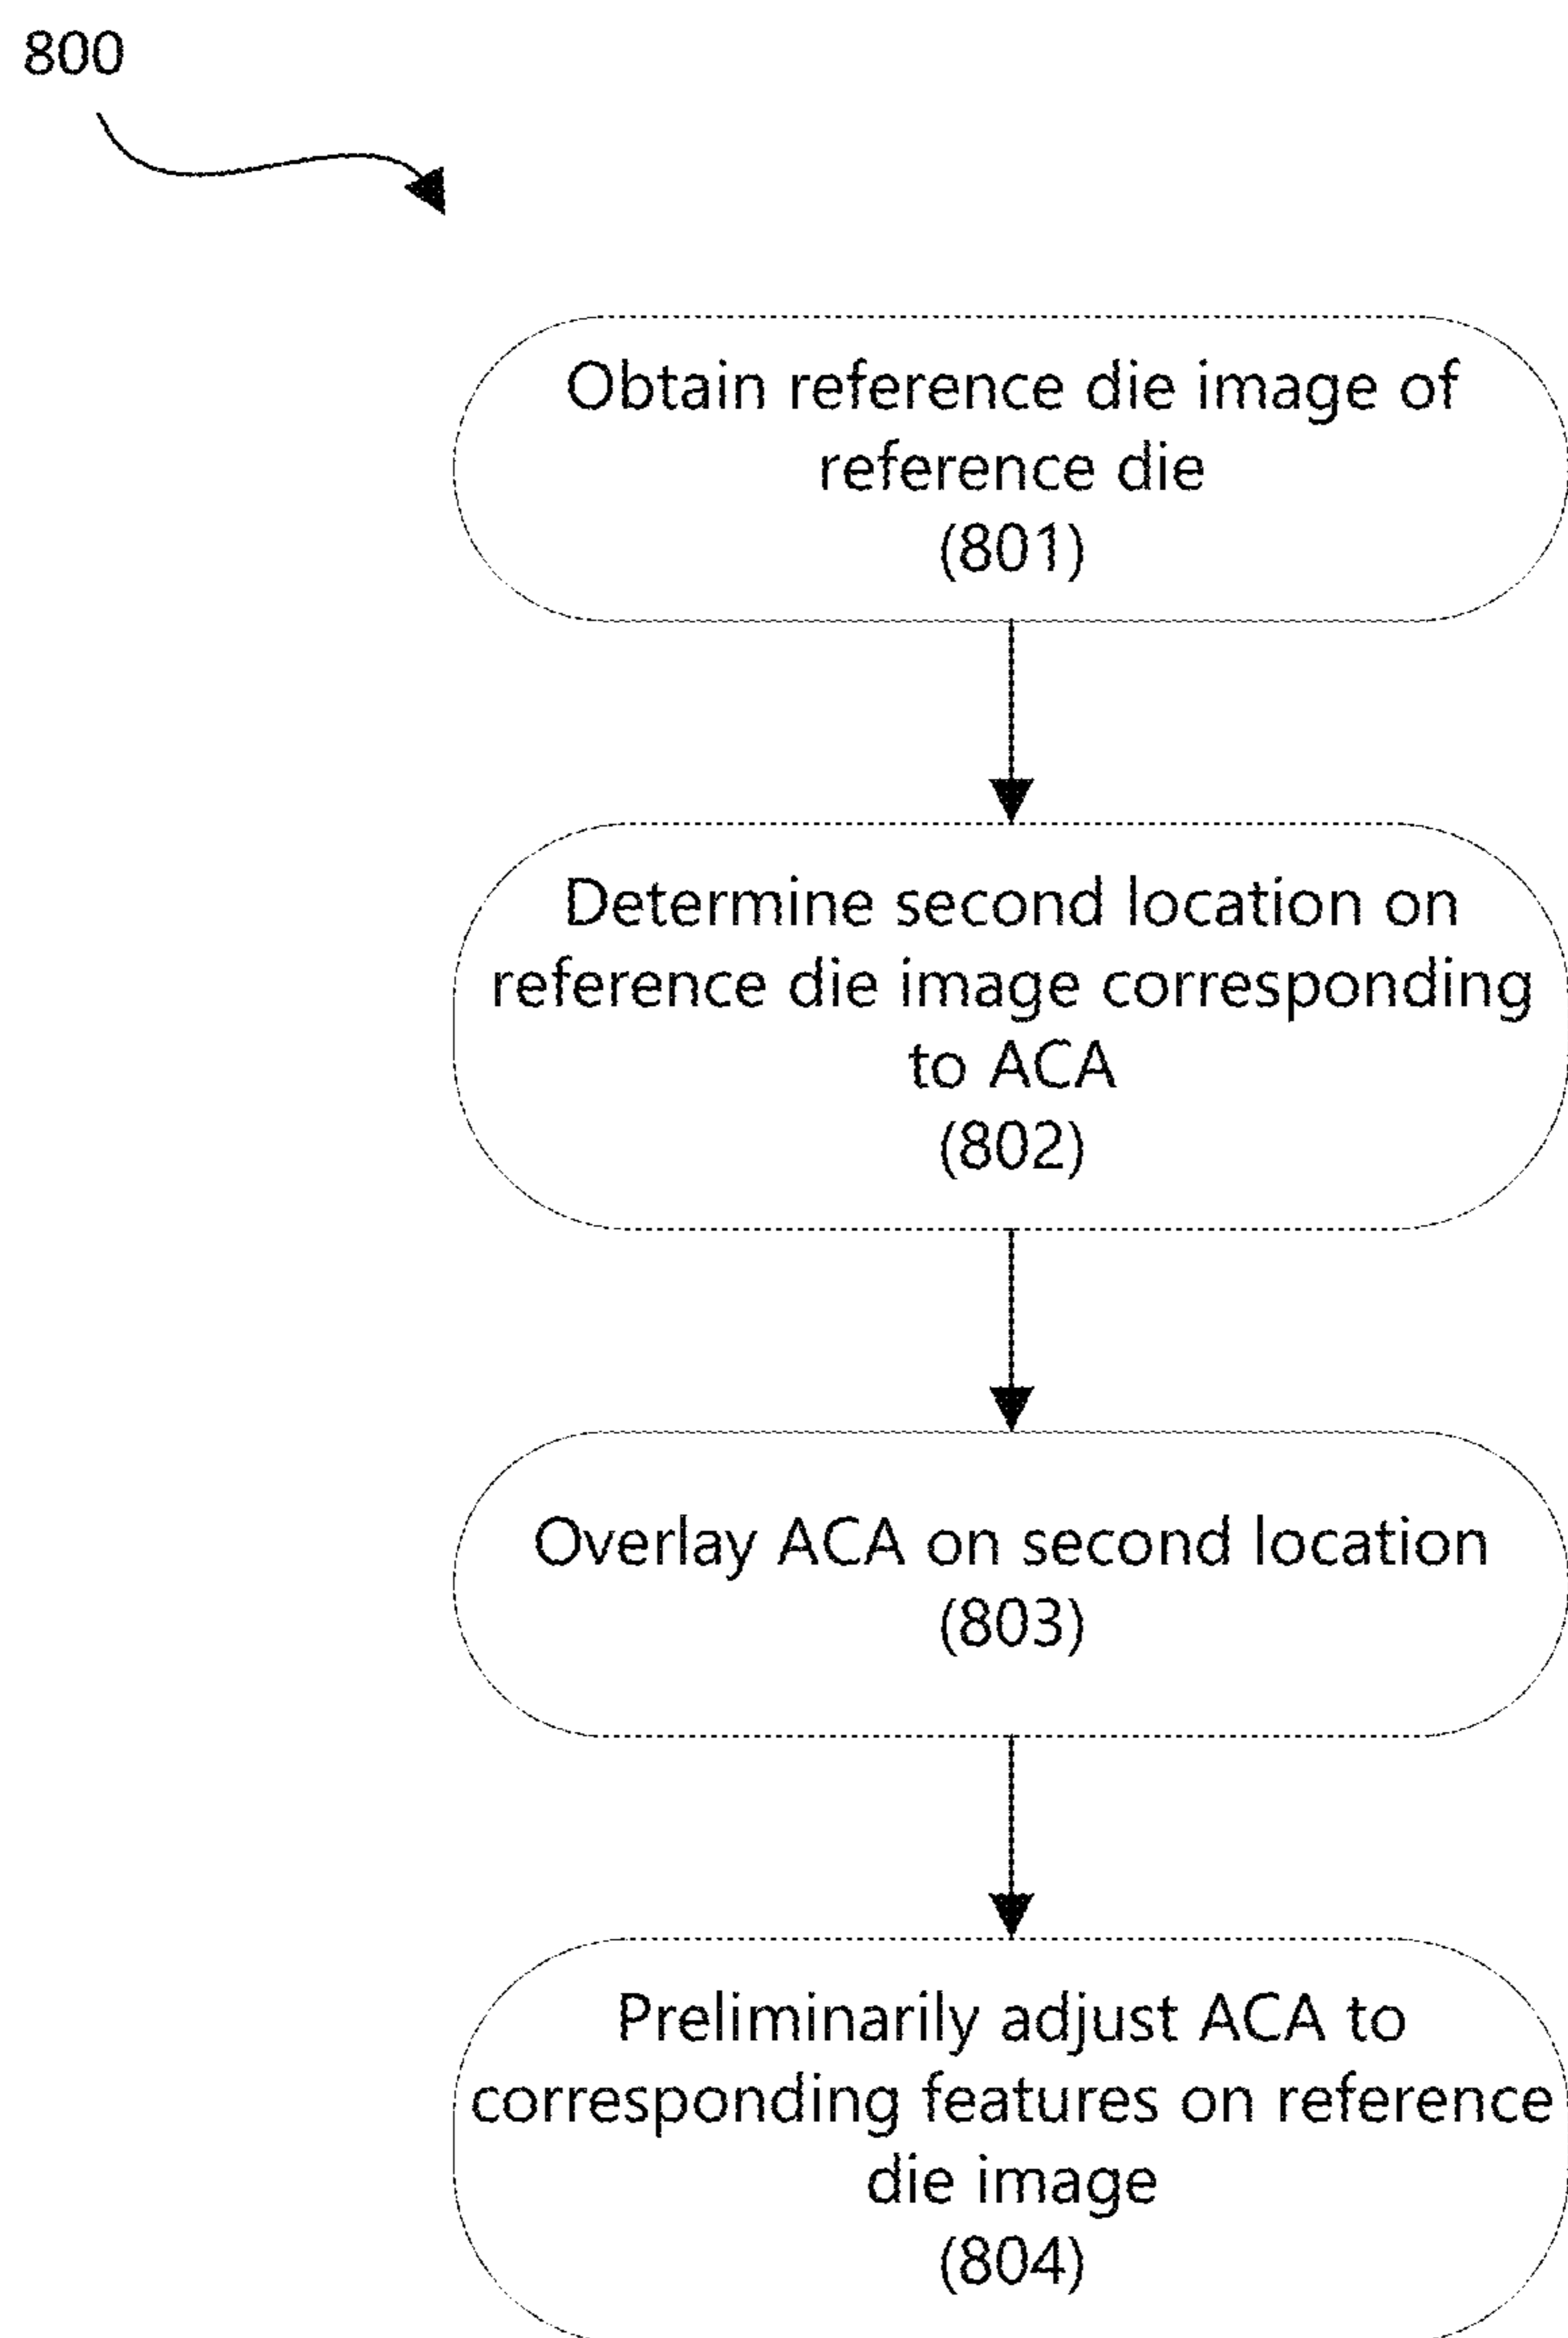 800
Obtain reference die image of
reference die
(801)
Determine second location on
reference die image corresponding
to ACA
(802)
Overlay ACA on second location
(803)
Preliminarily adjust ACA to
corresponding features on reference
die image
(804)